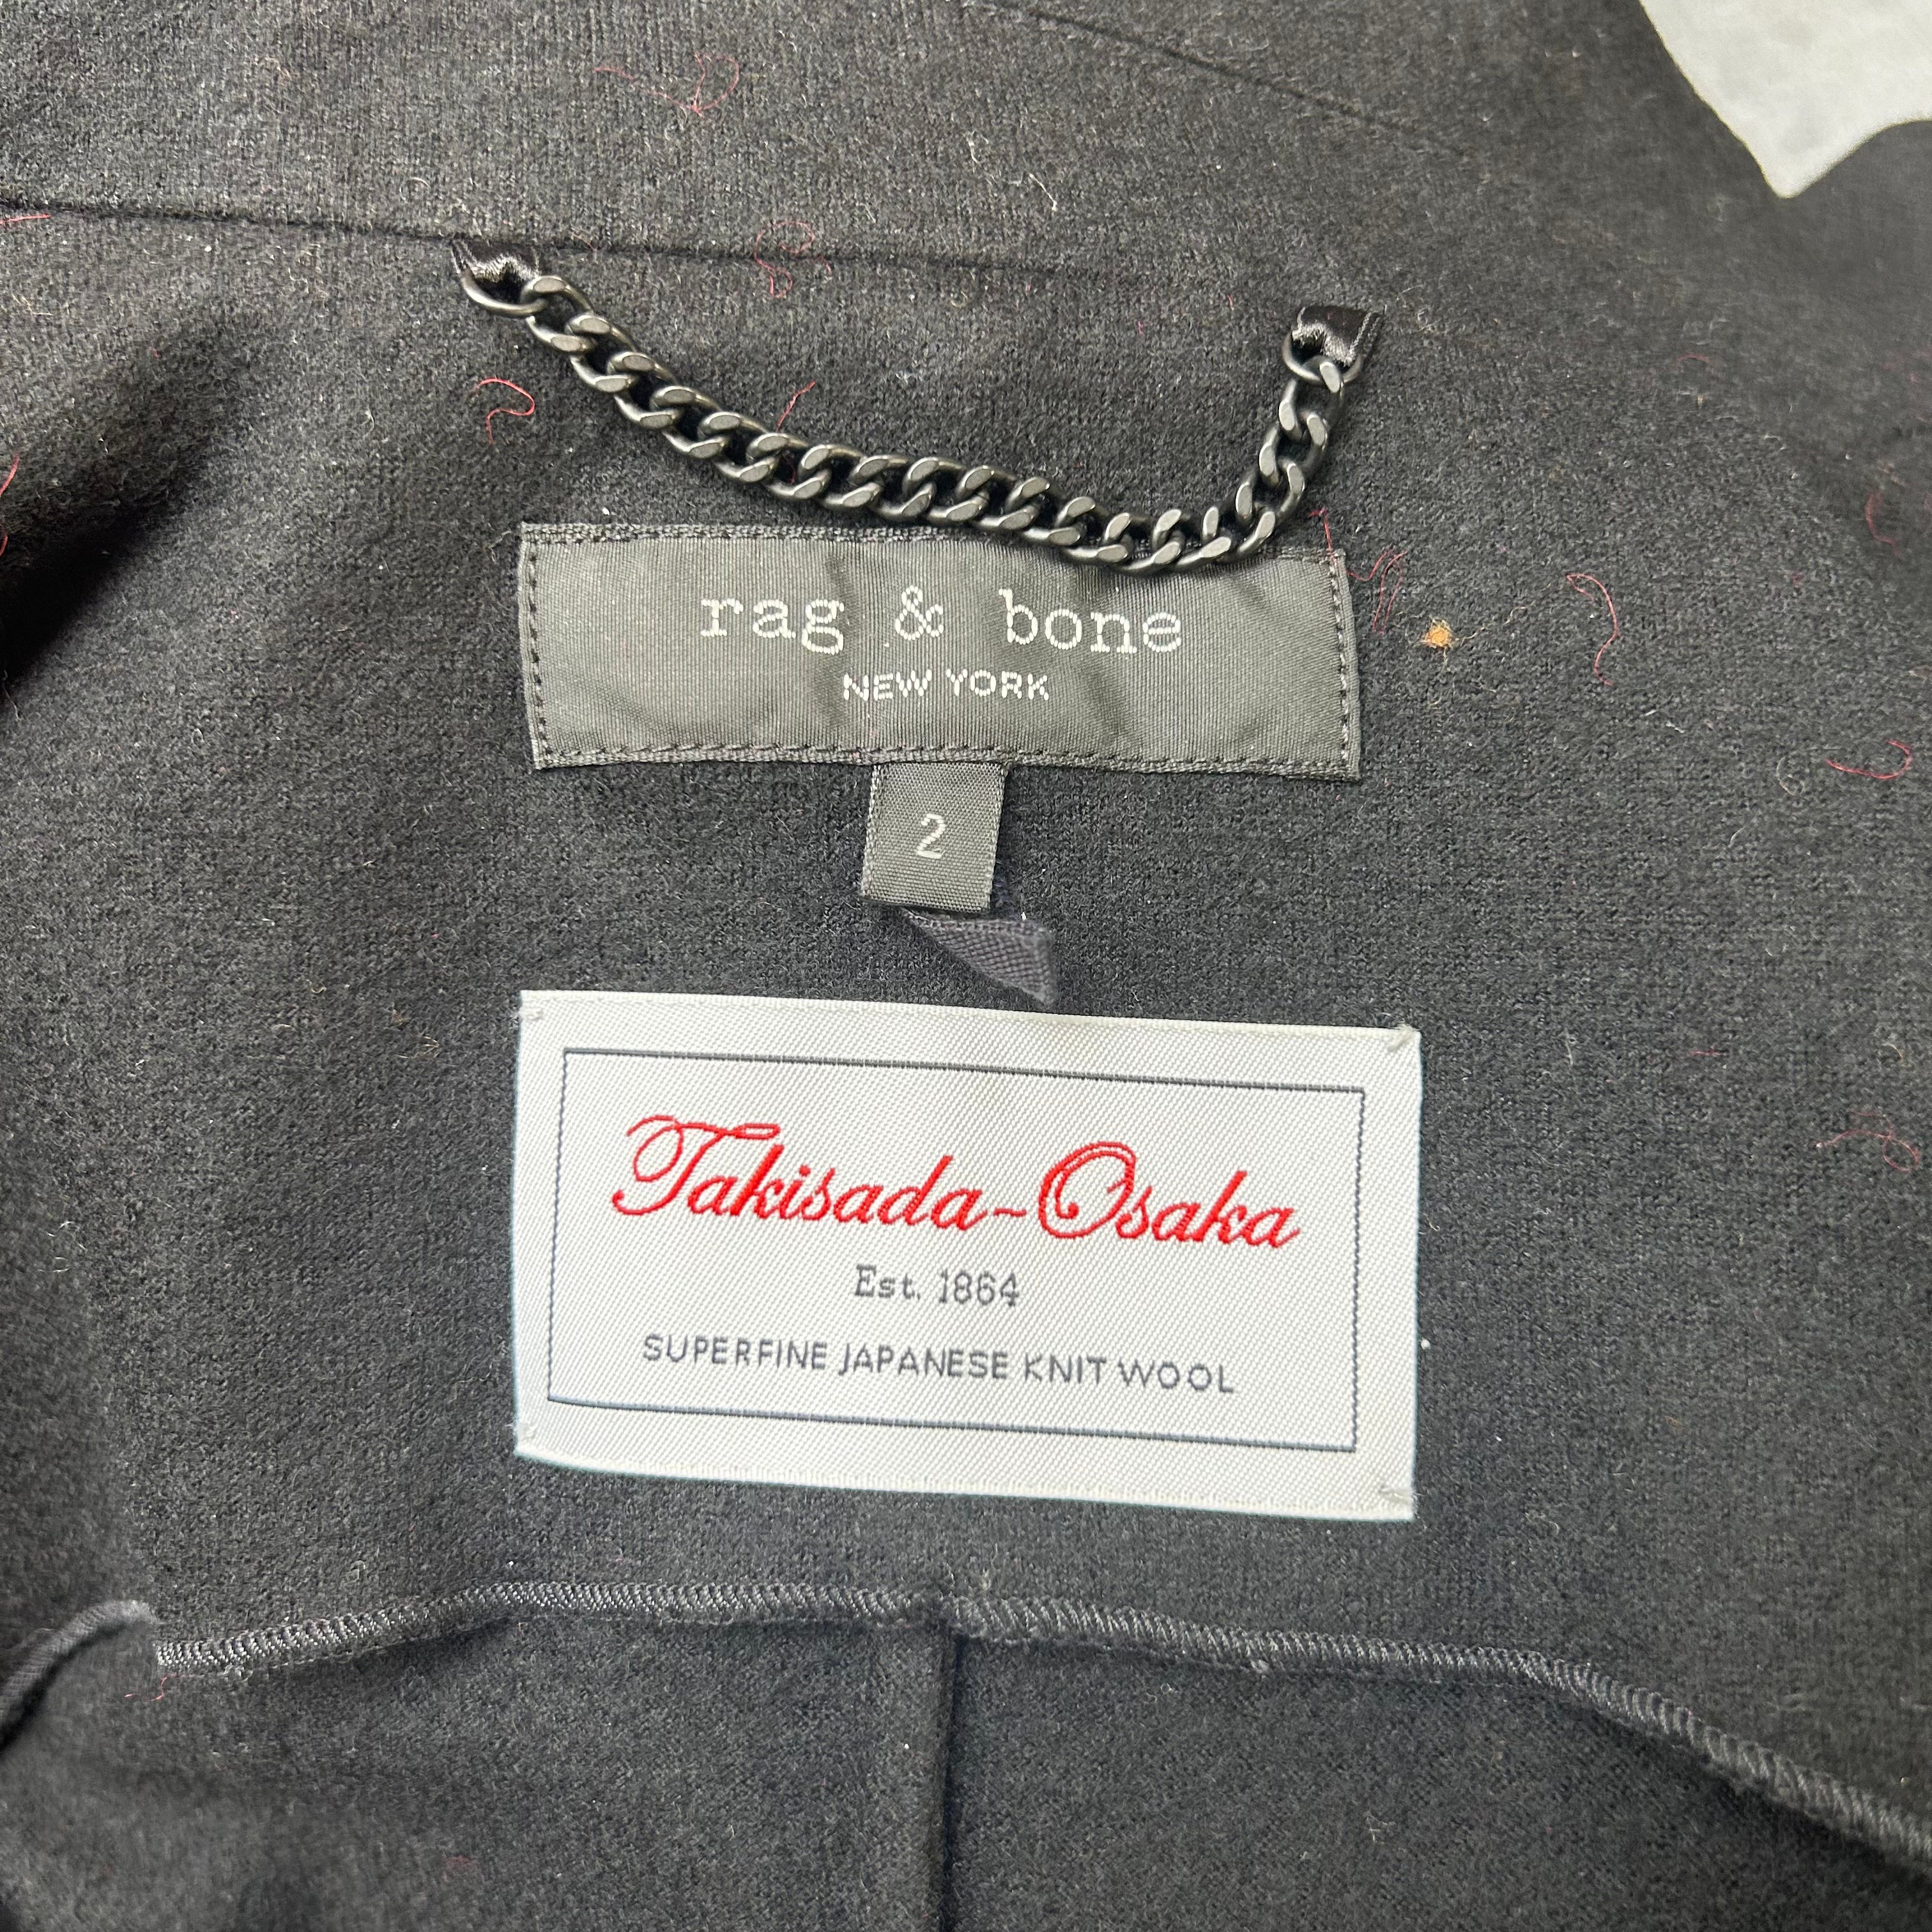 rag & bone
NEW YORK
2
Takisada-Osaka
Est. 1864
SUPERFINE JAPANESE KNIT WOOL